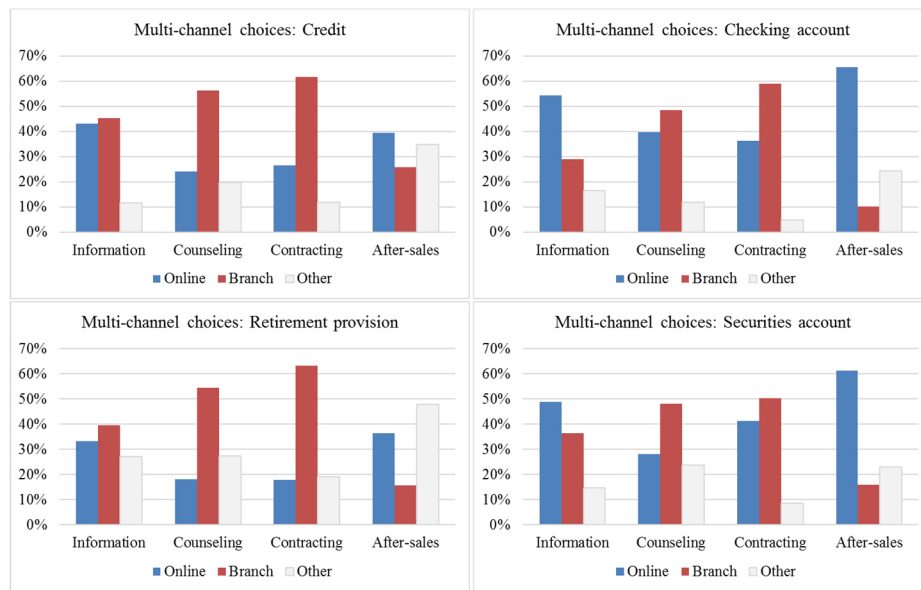 Multi-channel choices: Credit
70%
60%
50%
40%
30%
20%
10%
0%
Information Counseling Contracting After-sales
Online Branch Other
Multi-channel choices: Checking account
70%
60%
50%
40%
30%
20%
10%
0%
Information Counseling Contracting After-sales
Online Branch Other
Multi-channel choices: Retirement provision
70%
60%
50%
40%
30%
20%
10%
0%
Information Counseling Contracting After-sales
Online Branch Other
Multi-channel choices: Securities account
70%
60%
50%
40%
30%
20%
10%
0%
Information Counseling Contracting After-sales
Online Branch Other